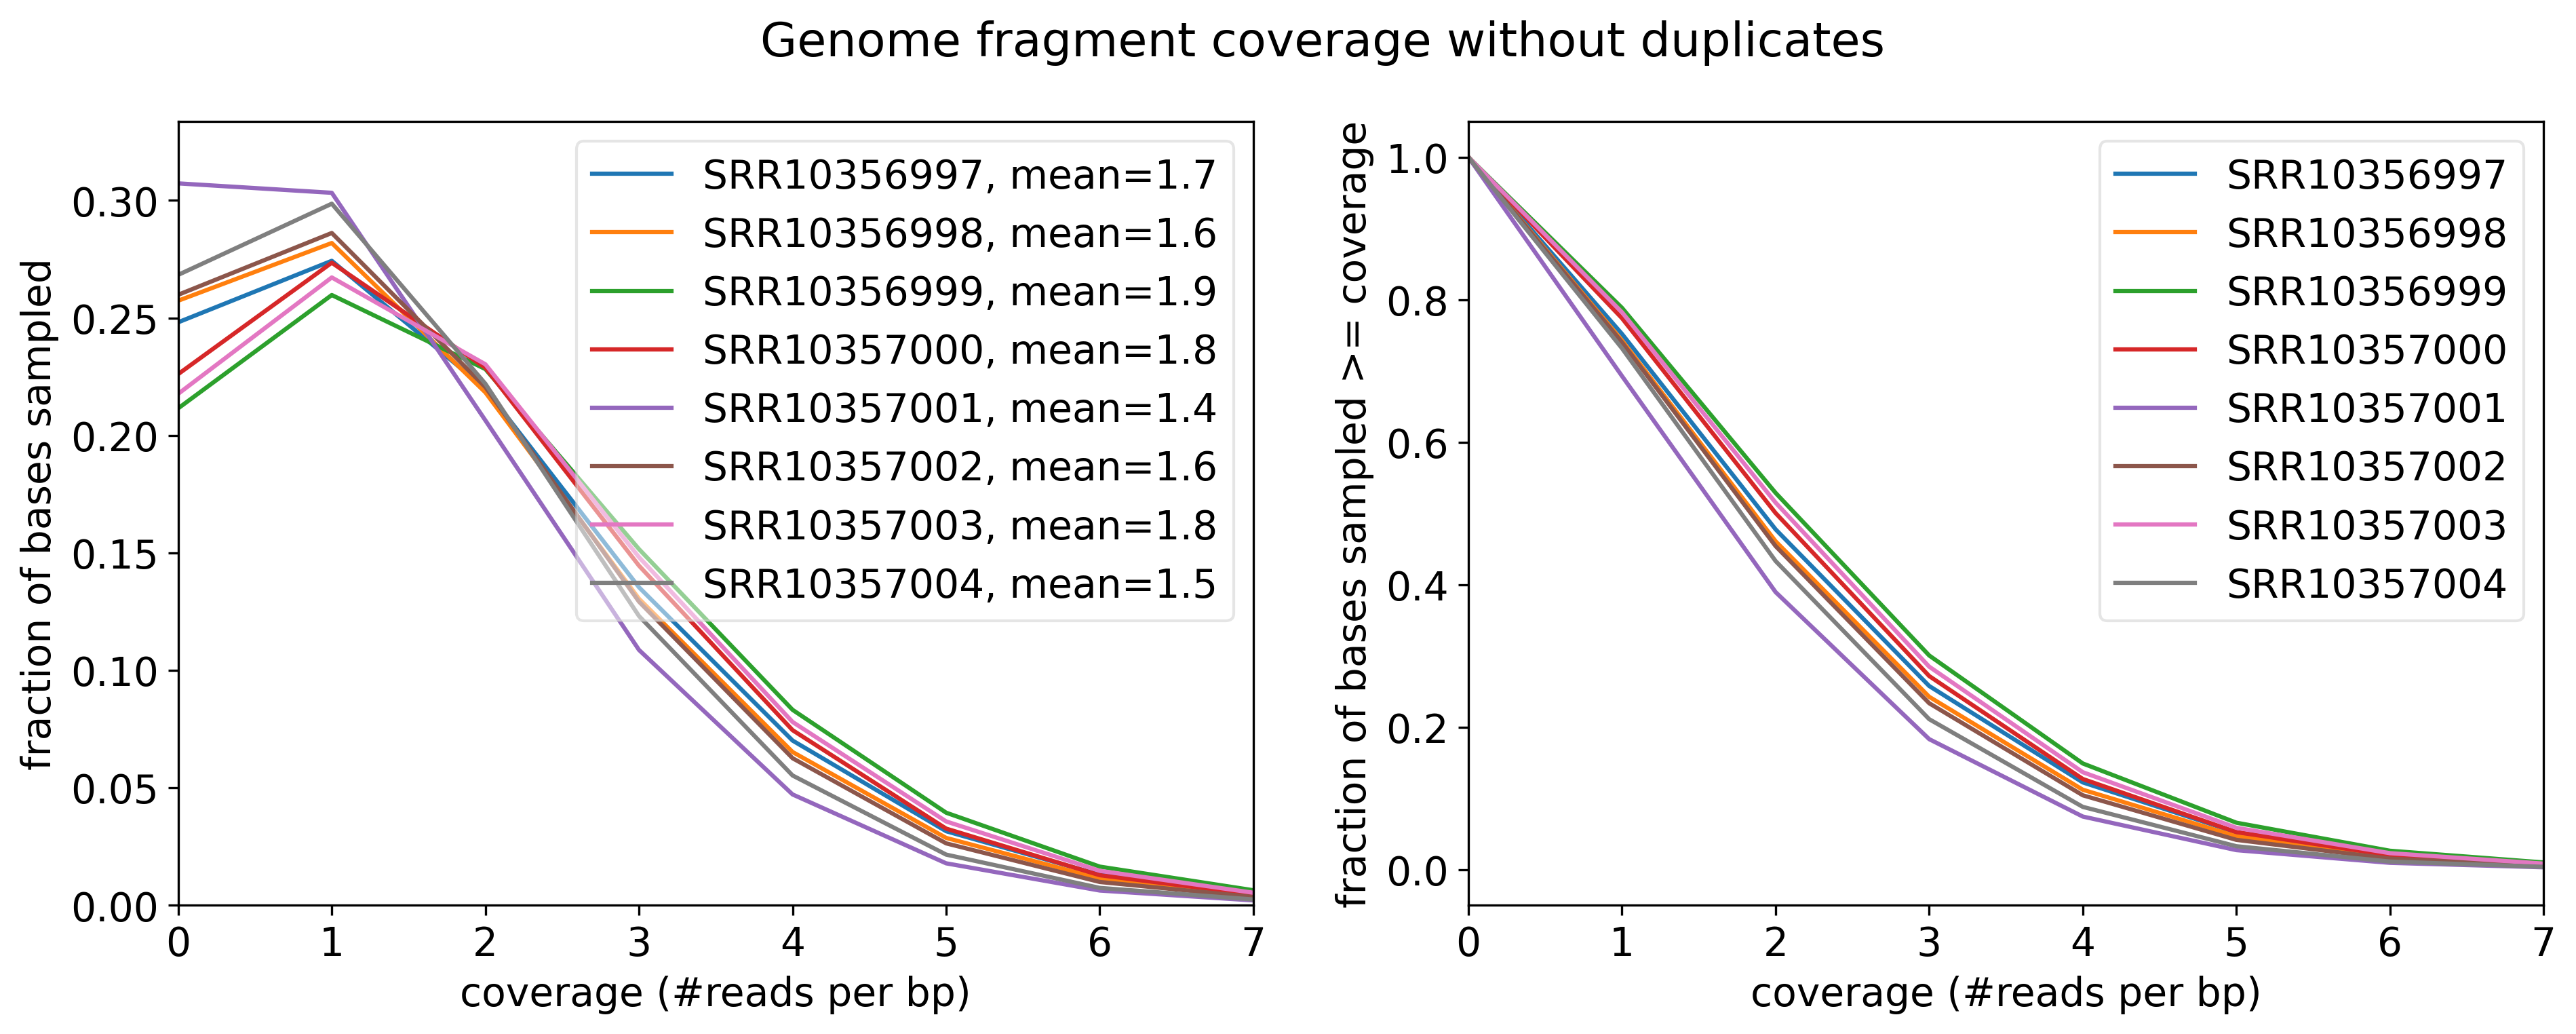 Genome fragment coverage without duplicates
fraction of bases sampled
0.30
0.25
0.20
0.15
0.10
0.05
0.00
0 1 2 3 4 5 6 7
coverage (#reads per bp)
SRR10356997, mean=1.7
SRR10356998, mean=1.6
SRR10356999, mean=1.9
SRR10357000, mean=1.8
SRR10357001, mean=1.4
SRR10357002, mean=1.6
SRR10357003, mean=1.8
SRR10357004, mean=1.5
fraction of bases sampled >= coverage
1.0
0.8
0.6
0.4
0.2
0.0
0 1 2 3 4 5 6 7
coverage (#reads per bp)
SRR10356997
SRR10356998
SRR10356999
SRR10357000
SRR10357001
SRR10357002
SRR10357003
SRR10357004